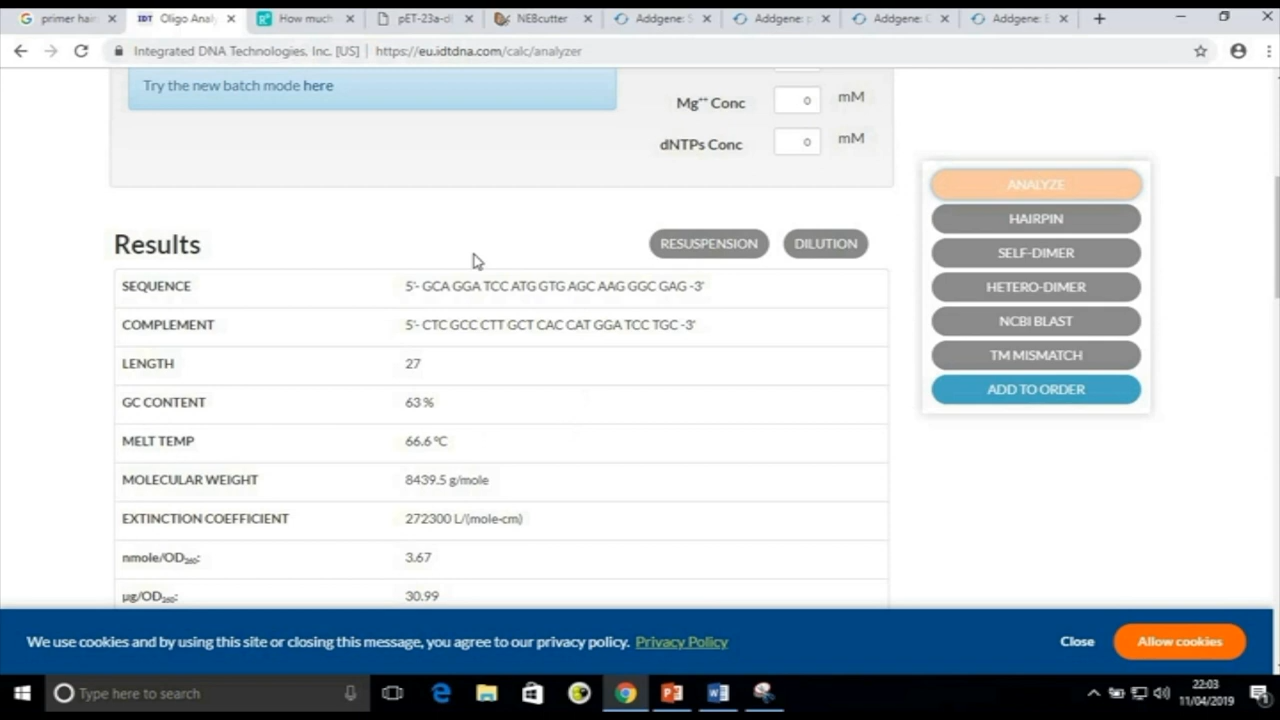 primer hair
IDT Oligo Anal
How much
pET-23a-d
NEBcutter
Addgene: S
Addgene: p
Addgene: C
Addgene: E
Integrated DNA Technologies, Inc. [US] | https://eu.idtdna.com/calc/analyzer
Try the new batch mode here
Mg⁺⁺ Conc 0 mM
dNTPs Conc 0 mM
ANALYZE
HAIRPIN
SELF-DIMER
HETERO-DIMER
NCBI BLAST
TM MISMATCH
ADD TO ORDER
Results
RESUSPENSION
DILUTION
SEQUENCE 5'- GCA GGA TCC ATG GTG AGC AAG GGC GAG -3'
COMPLEMENT 5'- CTC GCC CTT GCT CAC CAT GGA TCC TGC -3'
LENGTH 27
GC CONTENT 63 %
MELT TEMP 66.6 ºC
MOLECULAR WEIGHT 8439.5 g/mole
EXTINCTION COEFFICIENT 272300 L/(mole·cm)
nmole/OD₂₆₀: 3.67
µg/OD₂₆₀: 30.99
We use cookies and by using this site or closing this message, you agree to our privacy policy. Privacy Policy
Close
Allow cookies
Type here to search
22:03
11/04/2019